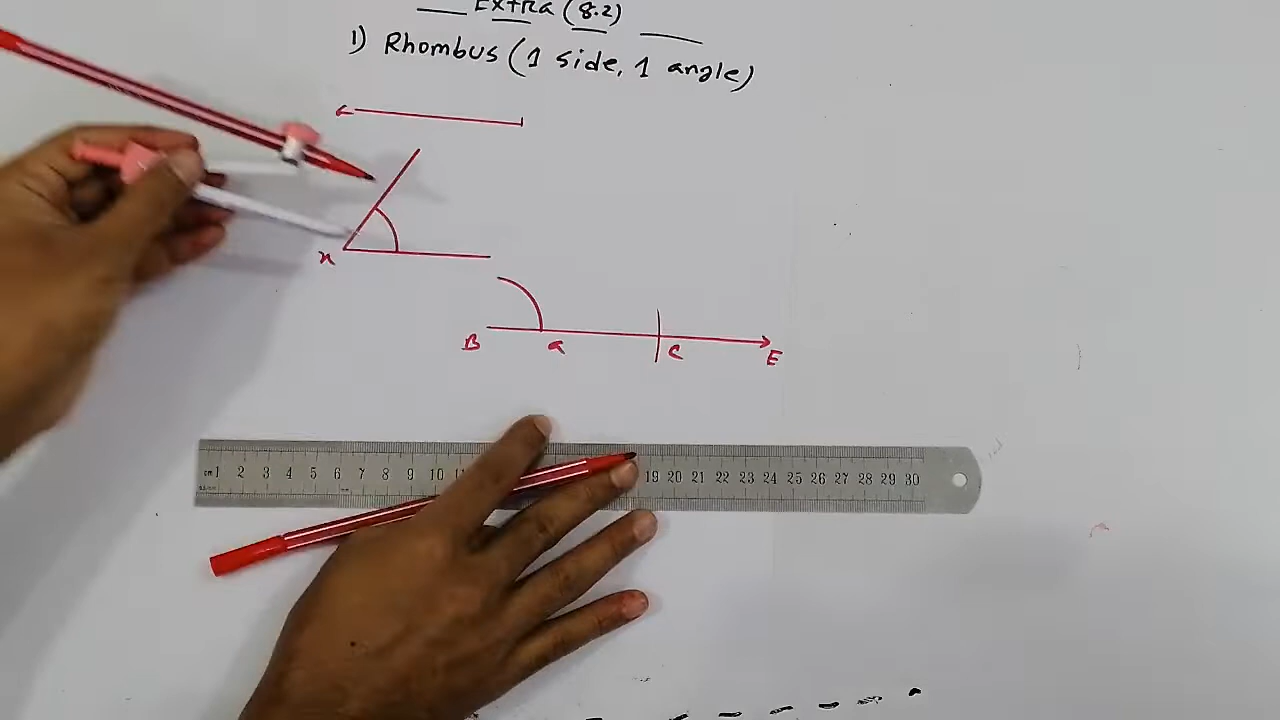 Extra (8.2)
1) Rhombus (1 side, 1 angle)
x
B a C E
cm 1 2 3 4 5 6 7 8 9 10 19 20 21 22 23 24 25 26 27 28 29 30